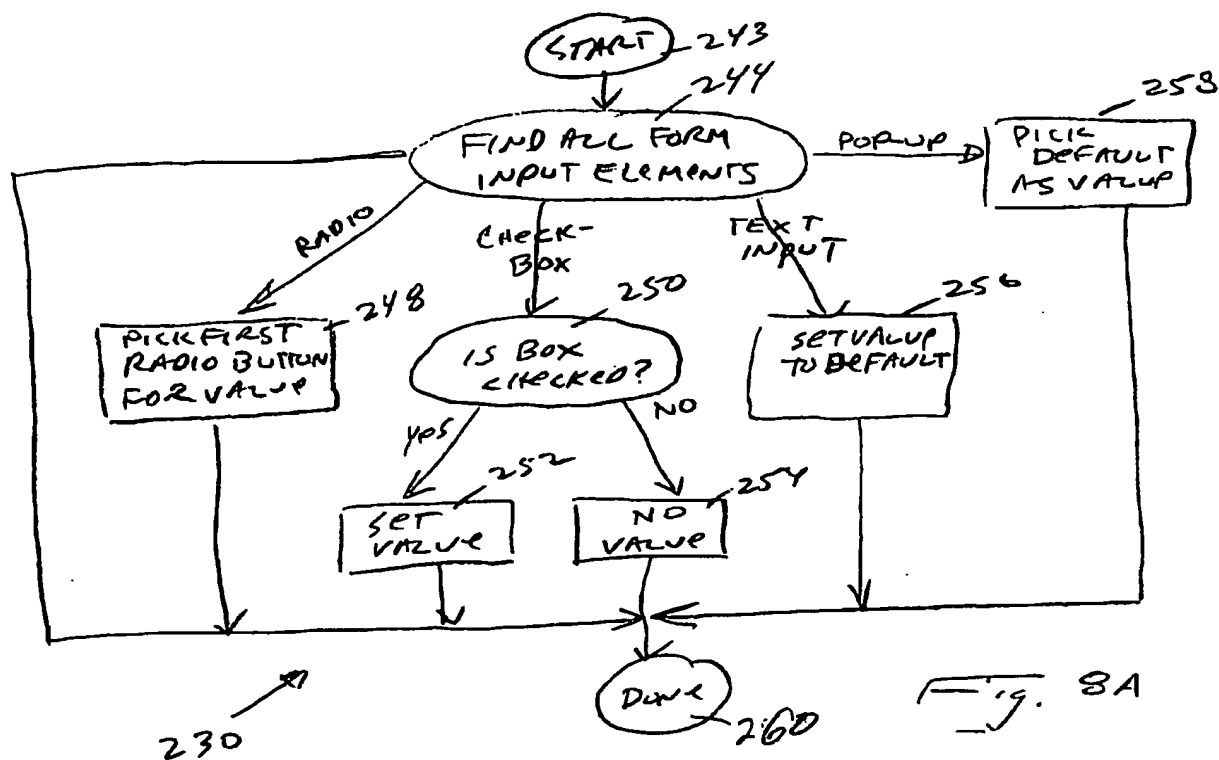 START
243
244
FIND ALL FORM
INPUT ELEMENTS
POP-UP
258
PICK
DEFAULT
AS VALUE
RADIO
CHECK-
BOX
TEXT
INPUT
248
PICK FIRST
RADIO BUTTON
FOR VALUE
250
IS BOX
CHECKED?
256
SET VALUE
TO DEFAULT
YES
NO
252
SET
VALUE
254
NO
VALUE
DONE
260
230
Fig. 8A